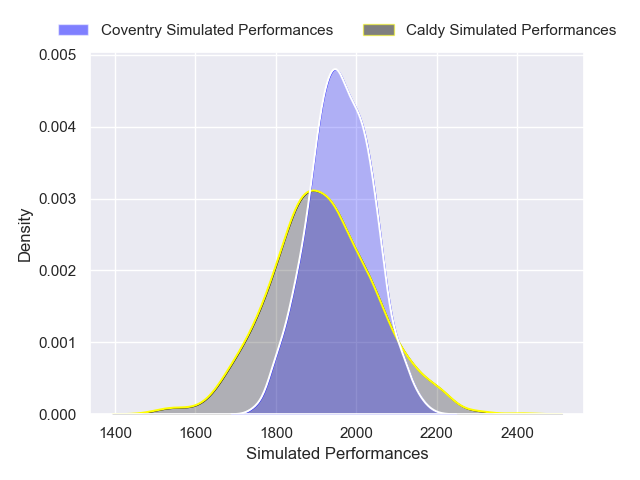 Coventry Simulated Performances Caldy Simulated Performances
0.005
0.004
0.003
0.002
0.001
0.000
Density
1400 1600 1800 2000 2200 2400
Simulated Performances